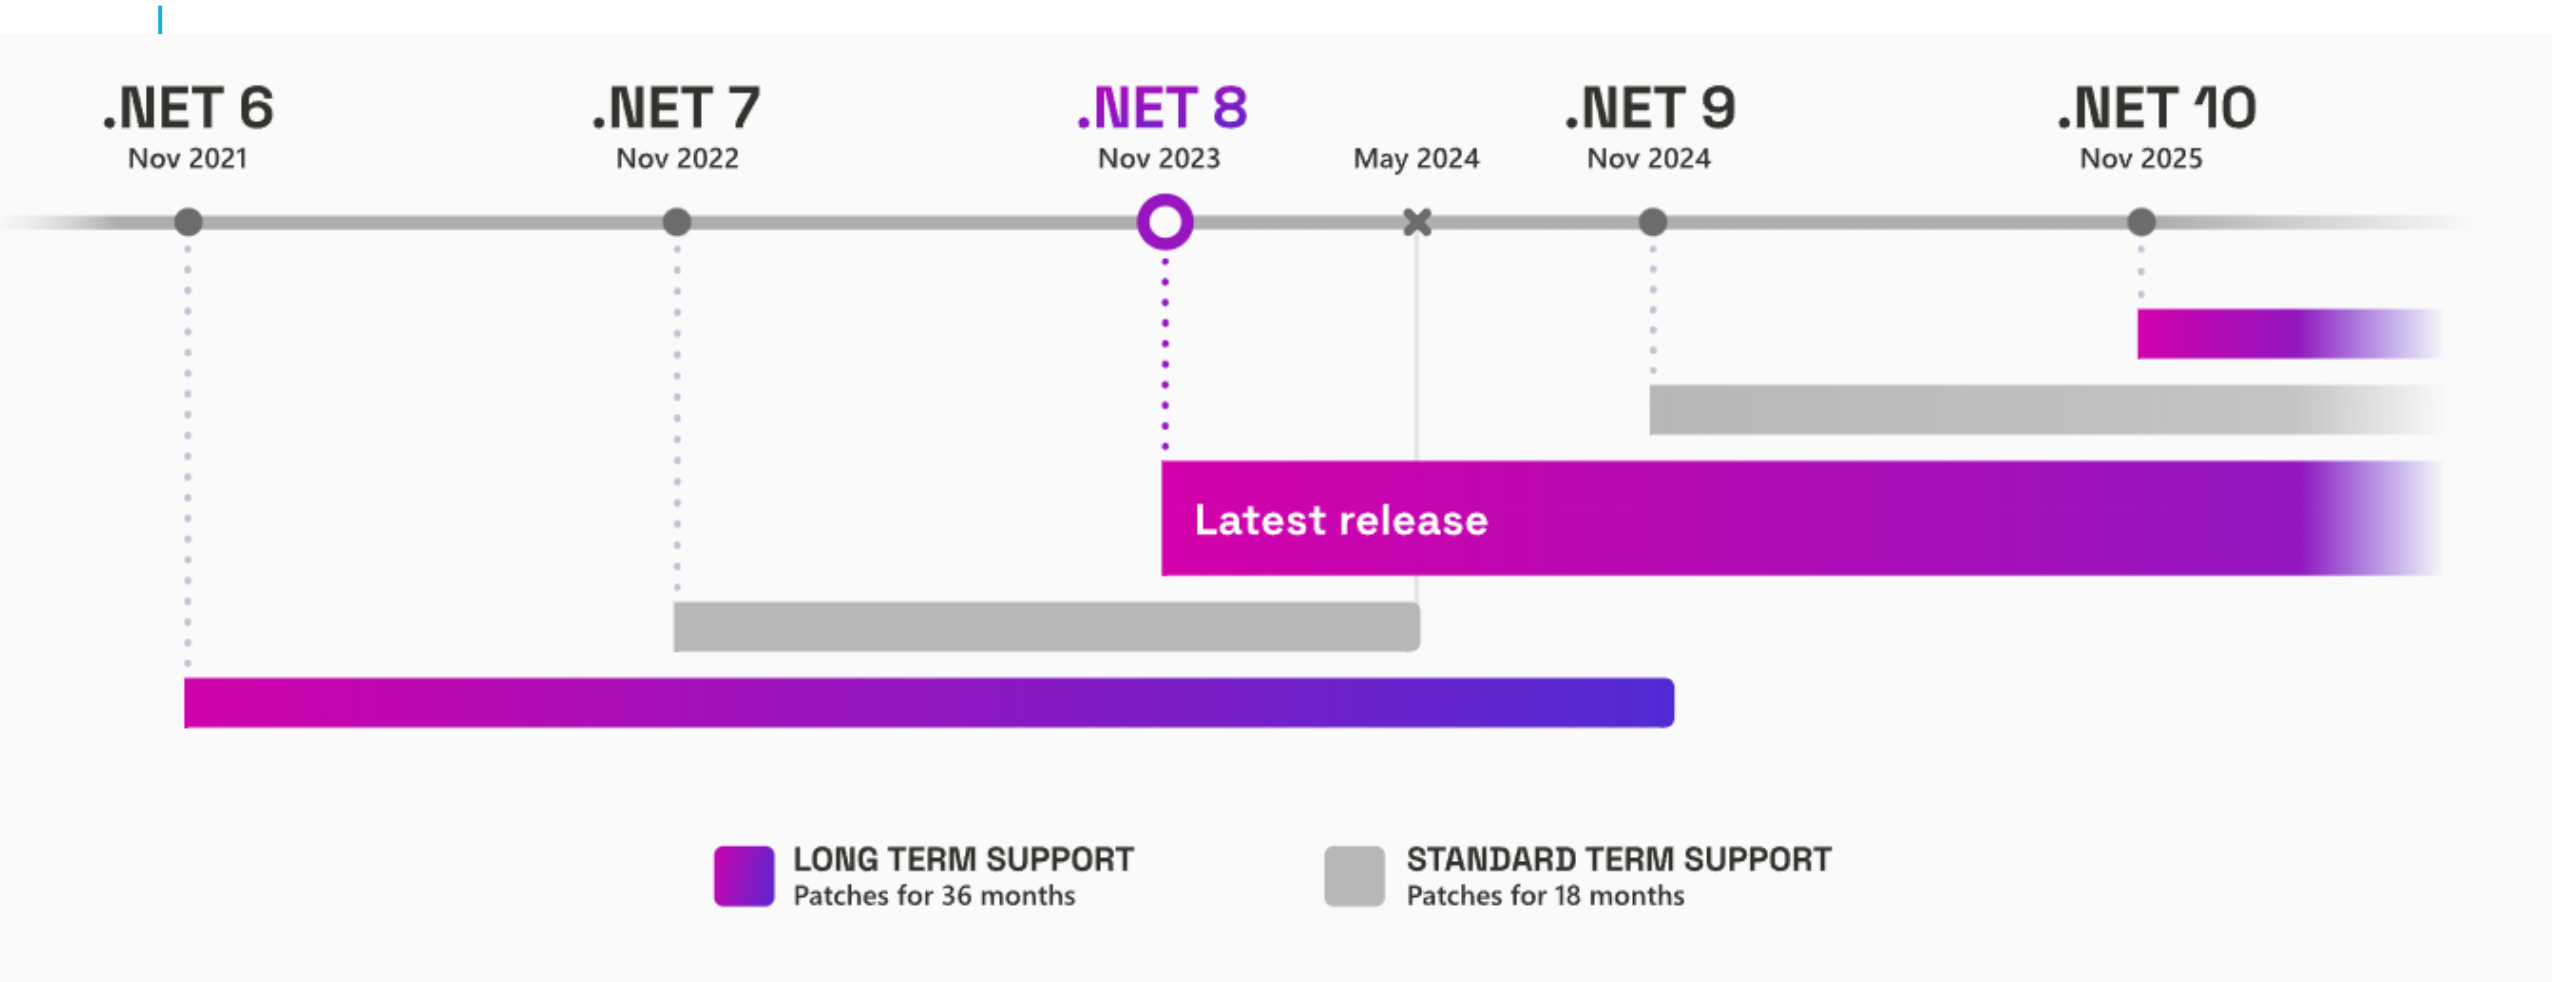 .NET 6
Nov 2021
.NET 7
Nov 2022
.NET 8
Nov 2023
May 2024
.NET 9
Nov 2024
.NET 10
Nov 2025
Latest release
LONG TERM SUPPORT
Patches for 36 months
STANDARD TERM SUPPORT
Patches for 18 months